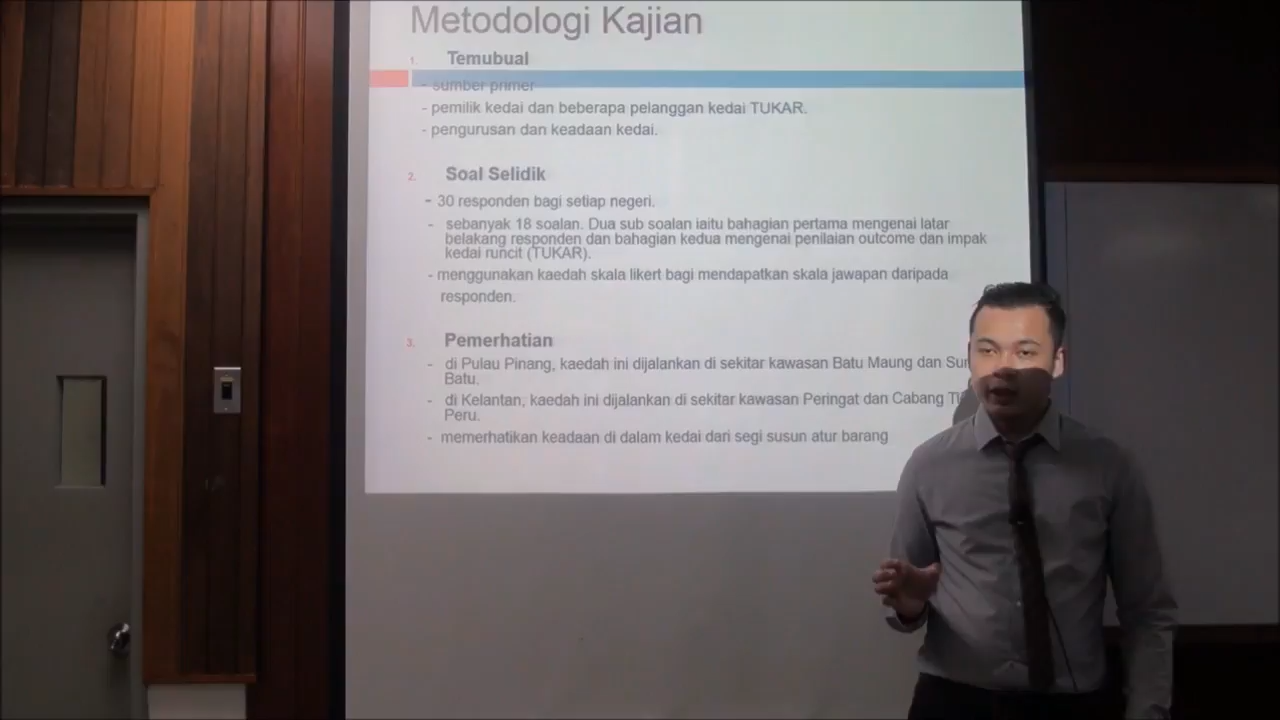 Metodologi Kajian
1. Temubual
- sumber primer
- pemilik kedai dan beberapa pelanggan kedai TUKAR.
- pengurusan dan keadaan kedai.
2. Soal Selidik
- 30 responden bagi setiap negeri.
- sebanyak 18 soalan. Dua sub soalan iaitu bahagian pertama mengenai latar
belakang responden dan bahagian kedua mengenai penilaian outcome dan impak
kedai runcit (TUKAR).
- menggunakan kaedah skala likert bagi mendapatkan skala jawapan daripada
responden.
3. Pemerhatian
- di Pulau Pinang, kaedah ini dijalankan di sekitar kawasan Batu Maung dan
Batu.
- di Kelantan, kaedah ini dijalankan di sekitar kawasan Peringat dan Cabang
Peru.
- memerhatikan keadaan di dalam kedai dari segi susun atur barang